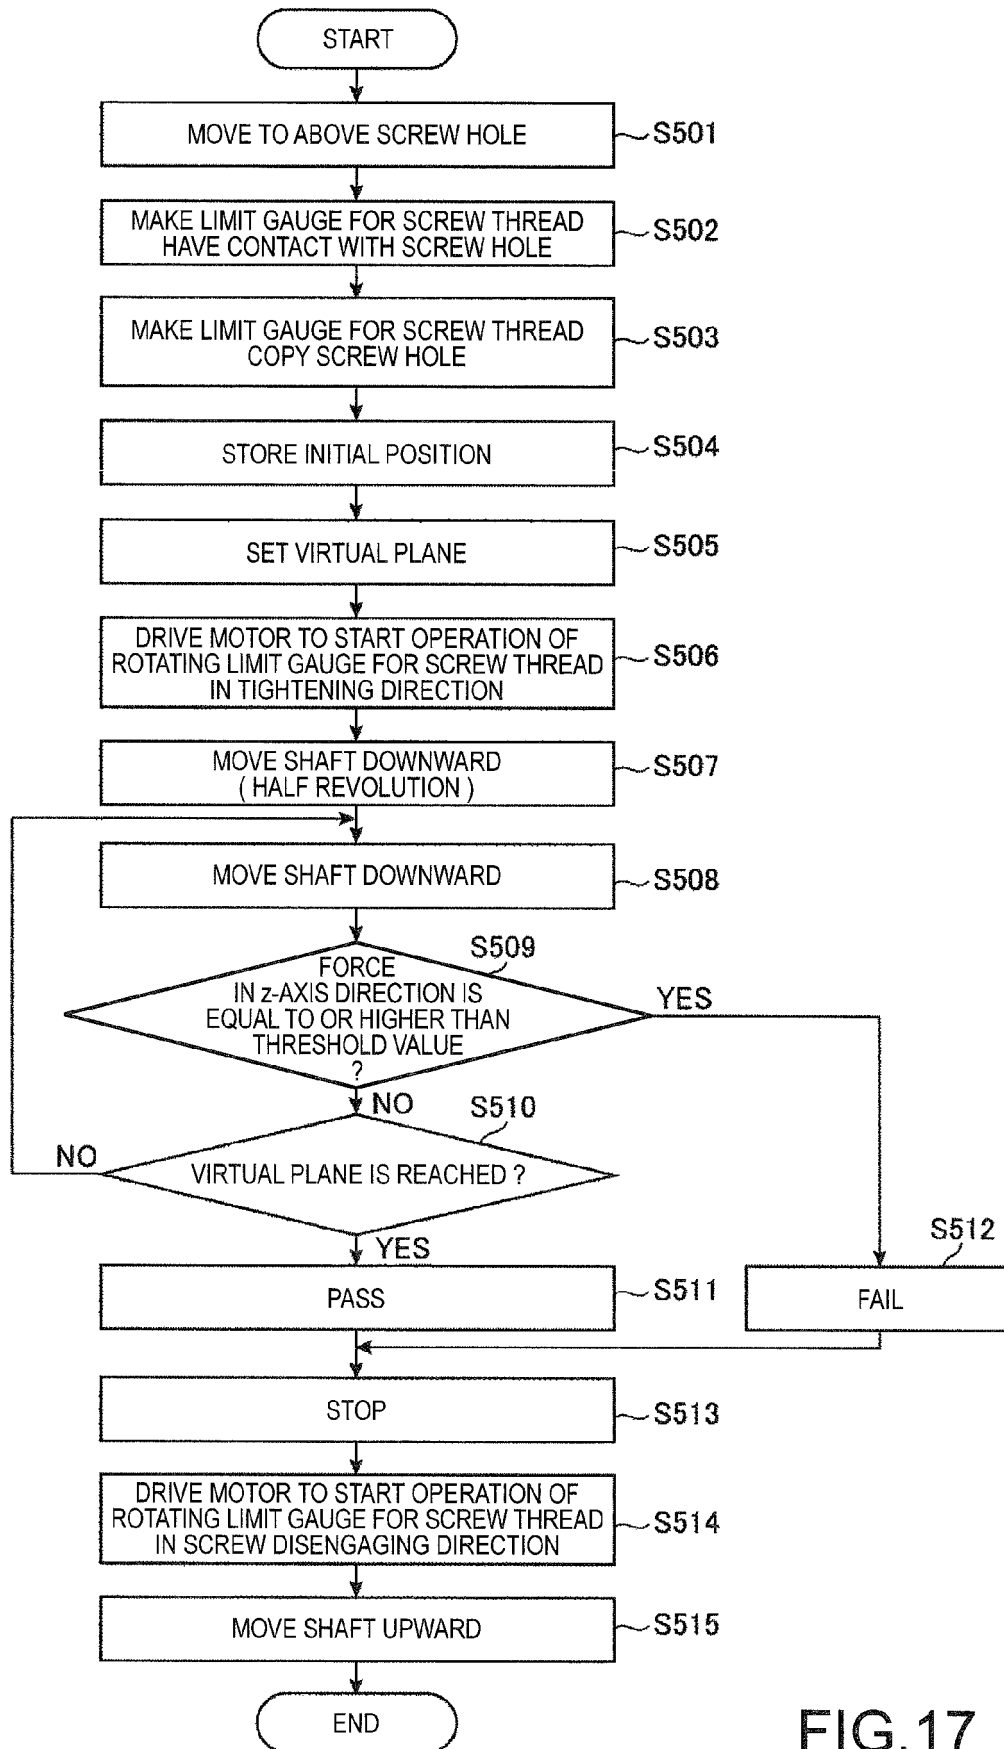 START
MOVE TO ABOVE SCREW HOLE
S501
MAKE LIMIT GAUGE FOR SCREW THREAD
HAVE CONTACT WITH SCREW HOLE
S502
MAKE LIMIT GAUGE FOR SCREW THREAD
COPY SCREW HOLE
S503
STORE INITIAL POSITION
S504
SET VIRTUAL PLANE
S505
DRIVE MOTOR TO START OPERATION OF
ROTATING LIMIT GAUGE FOR SCREW THREAD
IN TIGHTENING DIRECTION
S506
MOVE SHAFT DOWNWARD
( HALF REVOLUTION )
S507
MOVE SHAFT DOWNWARD
S508
S509
FORCE
IN z-AXIS DIRECTION IS
EQUAL TO OR HIGHER THAN
THRESHOLD VALUE
?
YES
NO
S510
VIRTUAL PLANE IS REACHED ?
NO
YES
PASS
S511
S512
FAIL
STOP
S513
DRIVE MOTOR TO START OPERATION OF
ROTATING LIMIT GAUGE FOR SCREW THREAD
IN SCREW DISENGAGING DIRECTION
S514
MOVE SHAFT UPWARD
S515
END
FIG.17